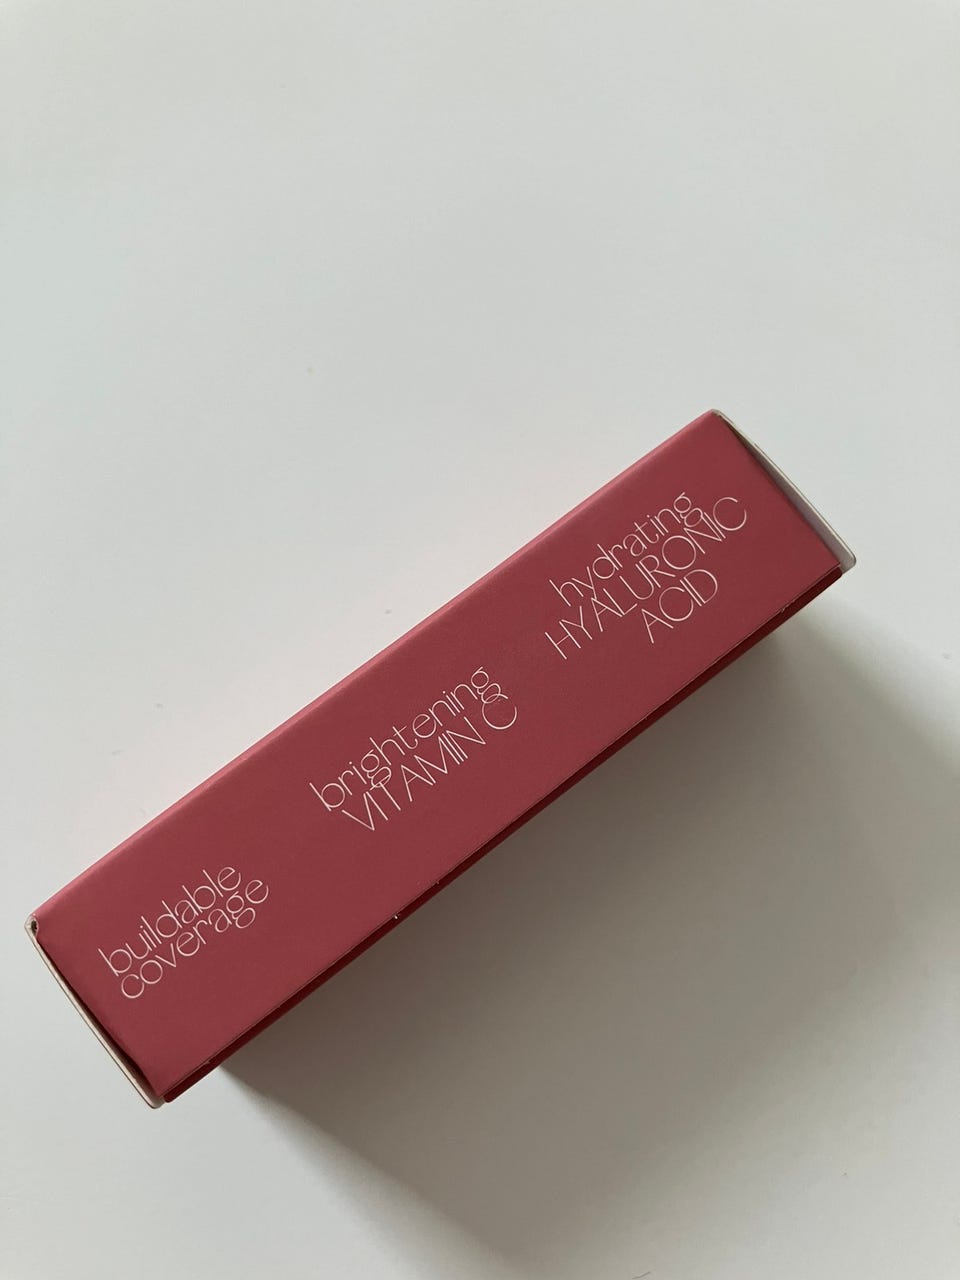 buildable
coverage
brightening
VITAMIN C
hydrating
HYALURONIC
ACID